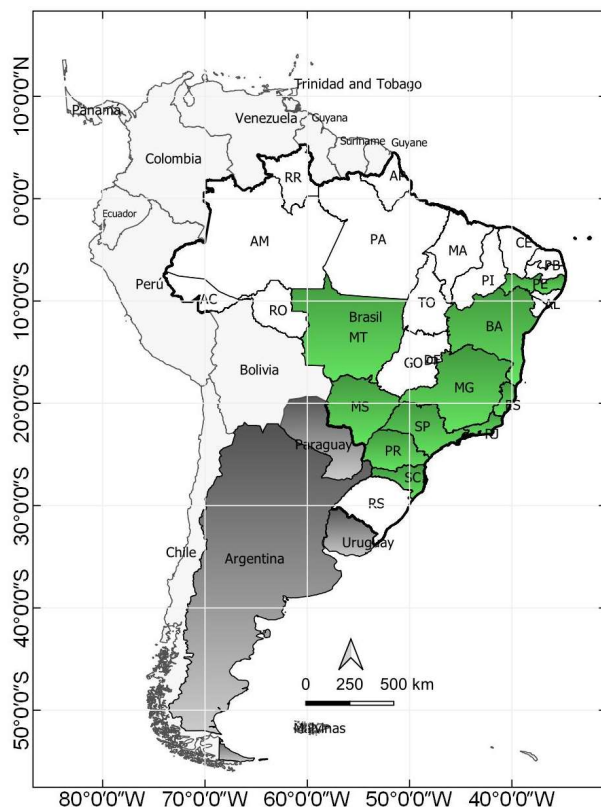 10°0'0"N
0°0'0"
10°0'0"S
20°0'0"S
30°0'0"S
40°0'0"S
50°0'0"S
Trinidad and Tobago
Panamá
Venezuela
Guyana
Suriname
Guyane
Colombia
RR
AP
Ecuador
AM
PA
MA
CE
PB
Perú
PI
PE
AC
RO
TO
AL
Brasil
MT
BA
Bolivia
GO
DF
MG
MS
ES
SP
RJ
Paraguay
PR
SC
RS
Chile
Argentina
Uruguay
0 250 500 km
Malvinas
80°0'0"W 70°0'0"W 60°0'0"W 50°0'0"W 40°0'0"W